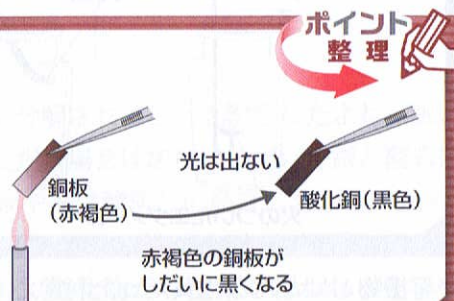 ポイント
整理
光は出ない
銅板
(赤褐色)
酸化銅(黒色)
赤褐色の銅板が
しだいに黒くなる